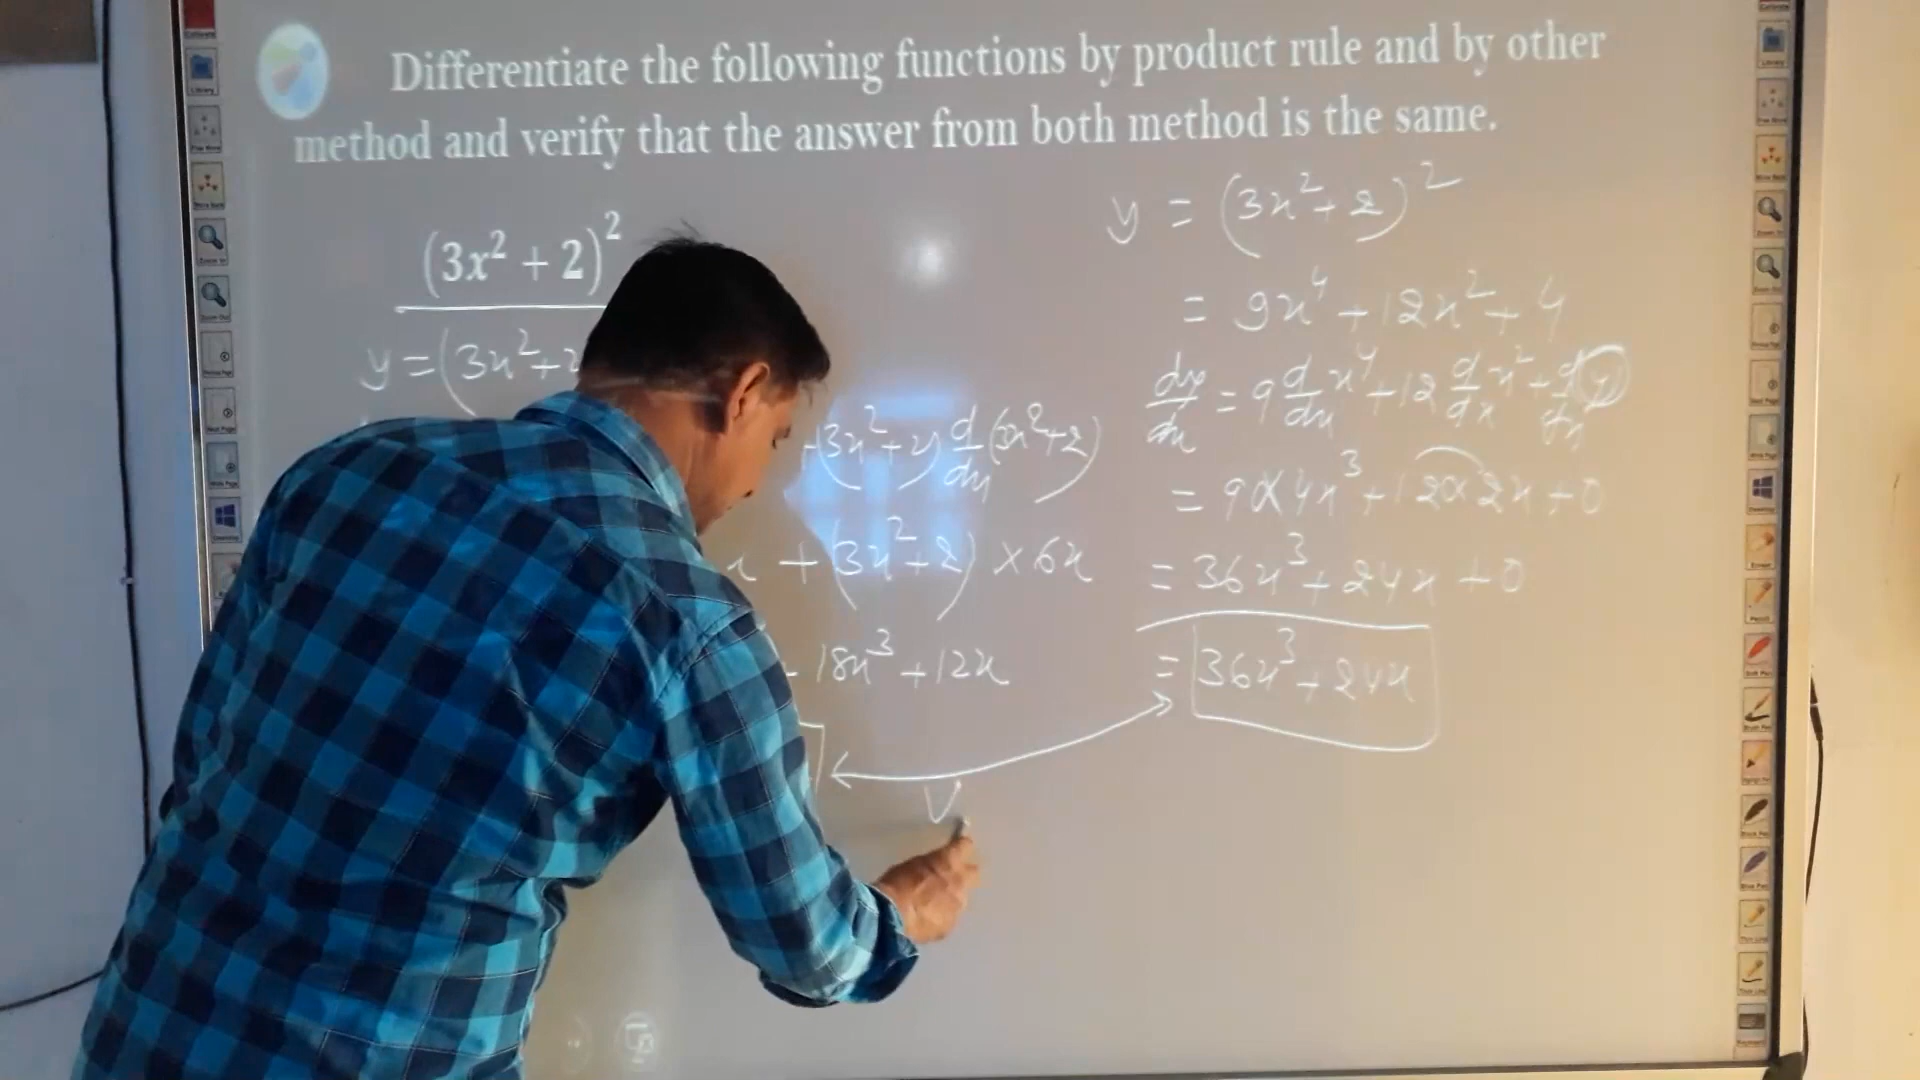 Differentiate the following functions by product rule and by other
method and verify that the answer from both method is the same.
(3x² + 2)²
y = (3x²+2
+(3x²+2) d/dx (3x²+2)
x + (3x²+2) × 6x
18x³ + 12x
V
y = (3x²+2)²
= 9x⁴ + 12x² + 4
dy/dx = 9 d/dx x⁴ + 12 d/dx x² + d/dx (4)
= 9×4x³ + 12×2x + 0
= 36x³ + 24x + 0
= 36x³ + 24x